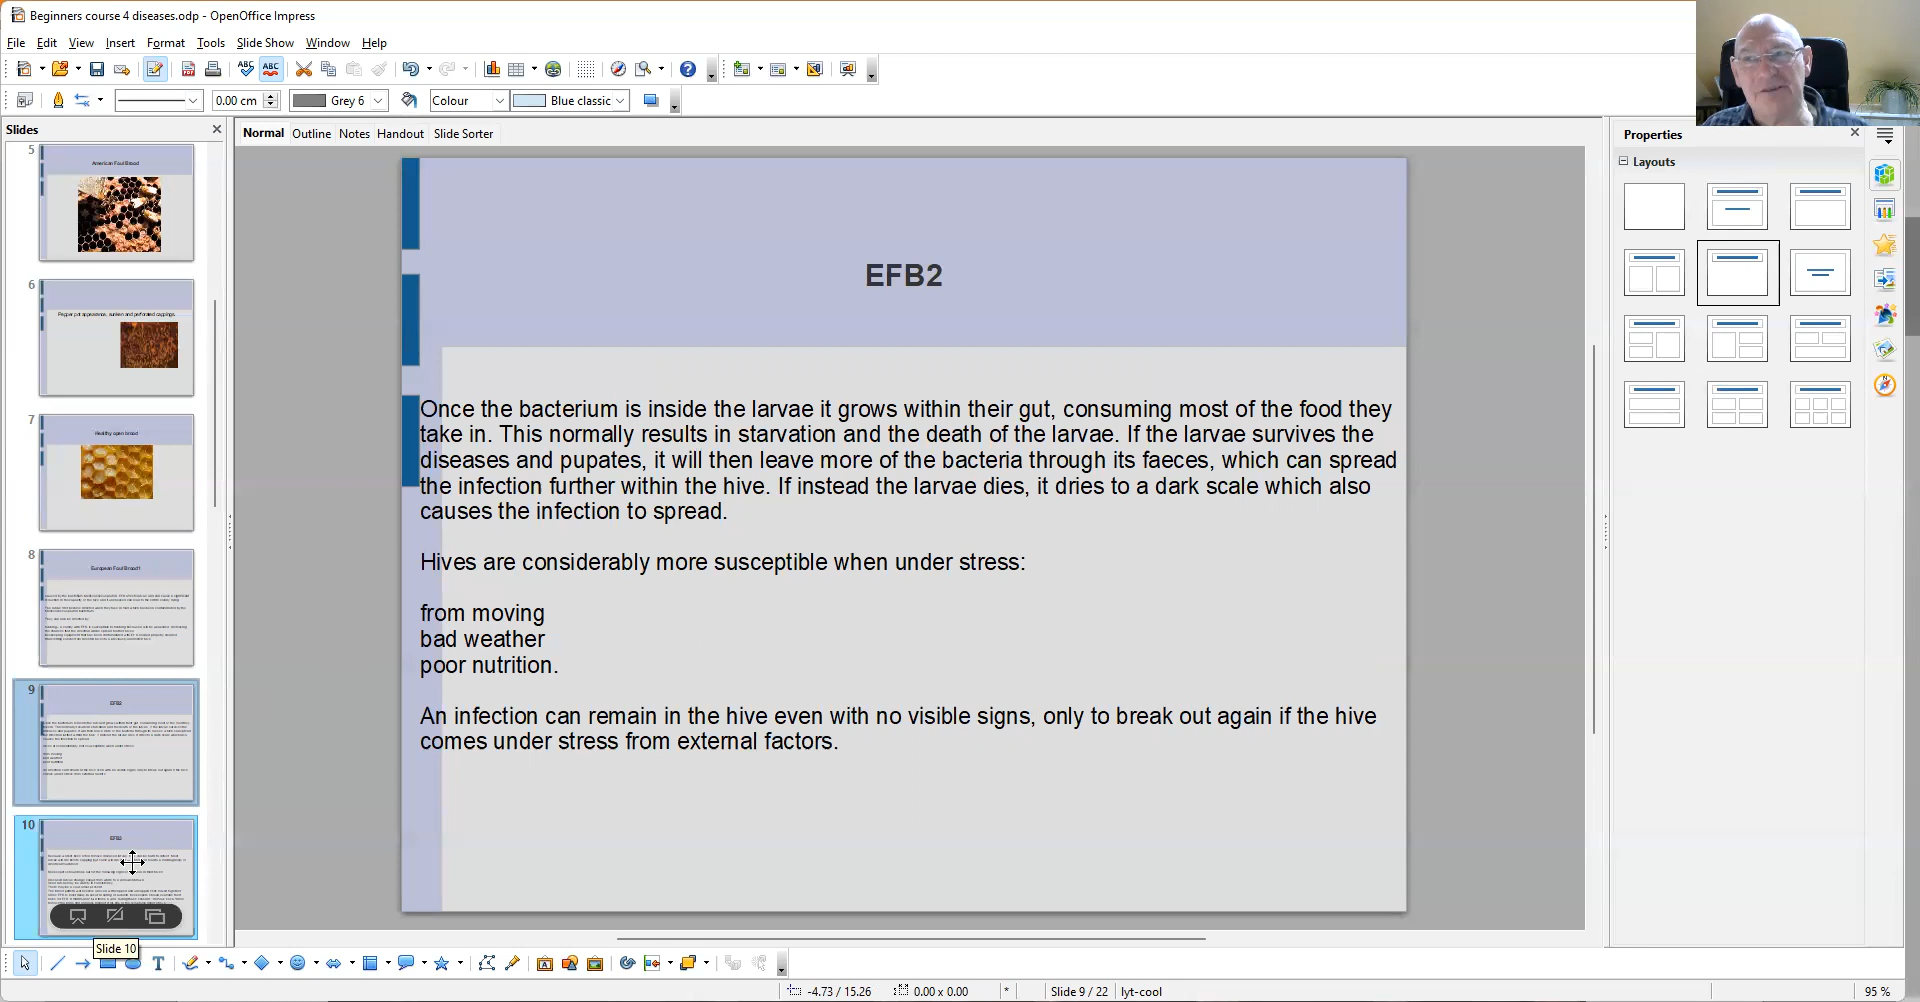 Beginners course 4 diseases.odp - OpenOffice Impress
File Edit View Insert Format Tools Slide Show Window Help
0.00 cm Grey 6 Colour Blue classic
Slides
Normal Outline Notes Handout Slide Sorter
Properties
Layouts
5
American Foul Brood
6
Pepper pot appearance, sunken and perforated cappings.
7
Healthy open brood
8
European Foul Brood1
9
EFB2
10
Slide 10
EFB2
Once the bacterium is inside the larvae it grows within their gut, consuming most of the food they
take in. This normally results in starvation and the death of the larvae. If the larvae survives the
diseases and pupates, it will then leave more of the bacteria through its faeces, which can spread
the infection further within the hive. If instead the larvae dies, it dries to a dark scale which also
causes the infection to spread.
Hives are considerably more susceptible when under stress:
from moving
bad weather
poor nutrition.
An infection can remain in the hive even with no visible signs, only to break out again if the hive
comes under stress from external factors.
-4.73 / 15.26 0.00 x 0.00 * Slide 9 / 22 lyt-cool 95 %